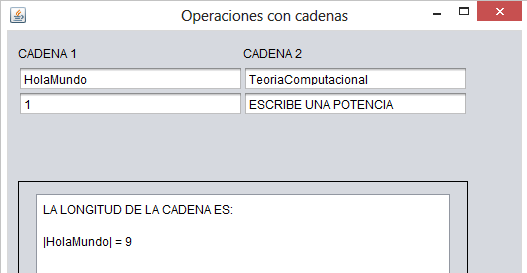 Operaciones con cadenas
CADENA 1 CADENA 2
HolaMundo TeoriaComputacional
1 ESCRIBE UNA POTENCIA
LA LONGITUD DE LA CADENA ES:
|HolaMundo| = 9